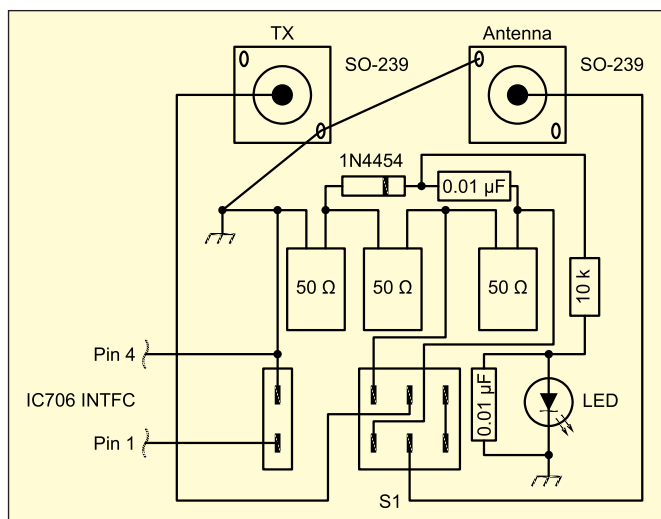 TX
Antenna
SO-239
SO-239
1N4454
0.01 µF
50 Ω
50 Ω
50 Ω
10 k
Pin 4
IC706 INTFC
0.01 µF
LED
Pin 1
S1